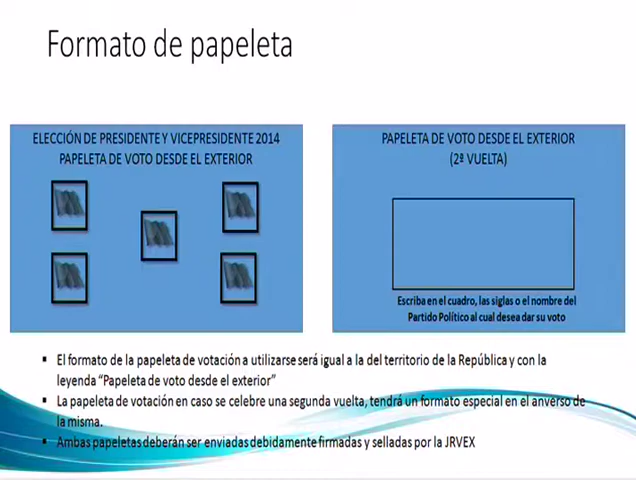 Formato de papeleta
ELECCIÓN DE PRESIDENTE Y VICEPRESIDENTE 2014
PAPELETA DE VOTO DESDE EL EXTERIOR
PAPELETA DE VOTO DESDE EL EXTERIOR
(2ª VUELTA)
Escriba en el cuadro, las siglas o el nombre del
Partido Político al cual desea dar su voto
▪ El formato de la papeleta de votación a utilizarse será igual a la del territorio de la República y con la
leyenda “Papeleta de voto desde el exterior”
▪ La papeleta de votación en caso se celebre una segunda vuelta, tendrá un formato especial en el anverso de
la misma.
▪ Ambas papeletas deberán ser enviadas debidamente firmadas y selladas por la JRVEX